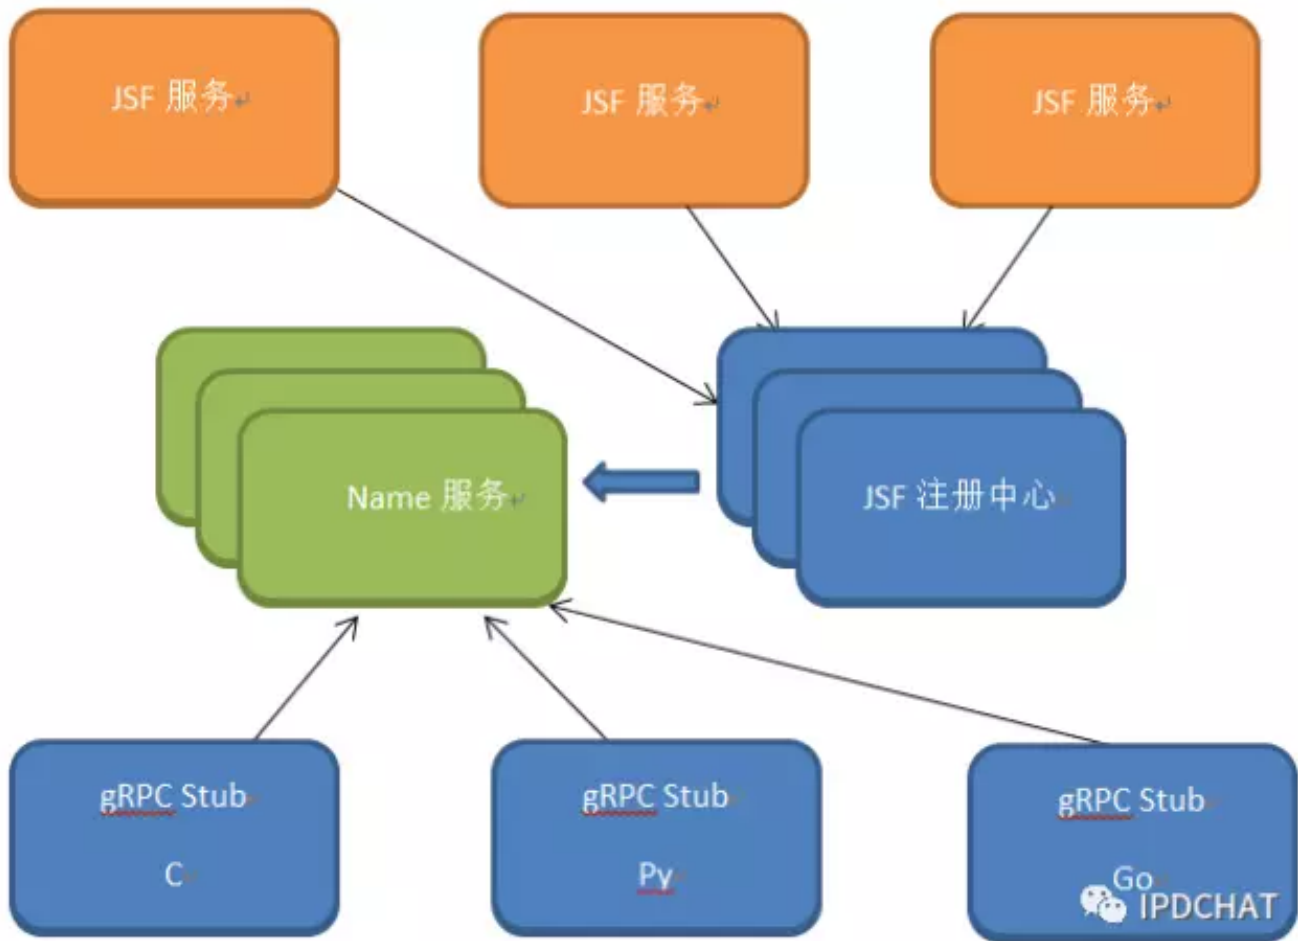 JSF 服务
JSF 服务
JSF 服务
Name 服务
JSF 注册中心
gRPC Stub
C
gRPC Stub
Py
gRPC Stub
Go
IPDCHAT